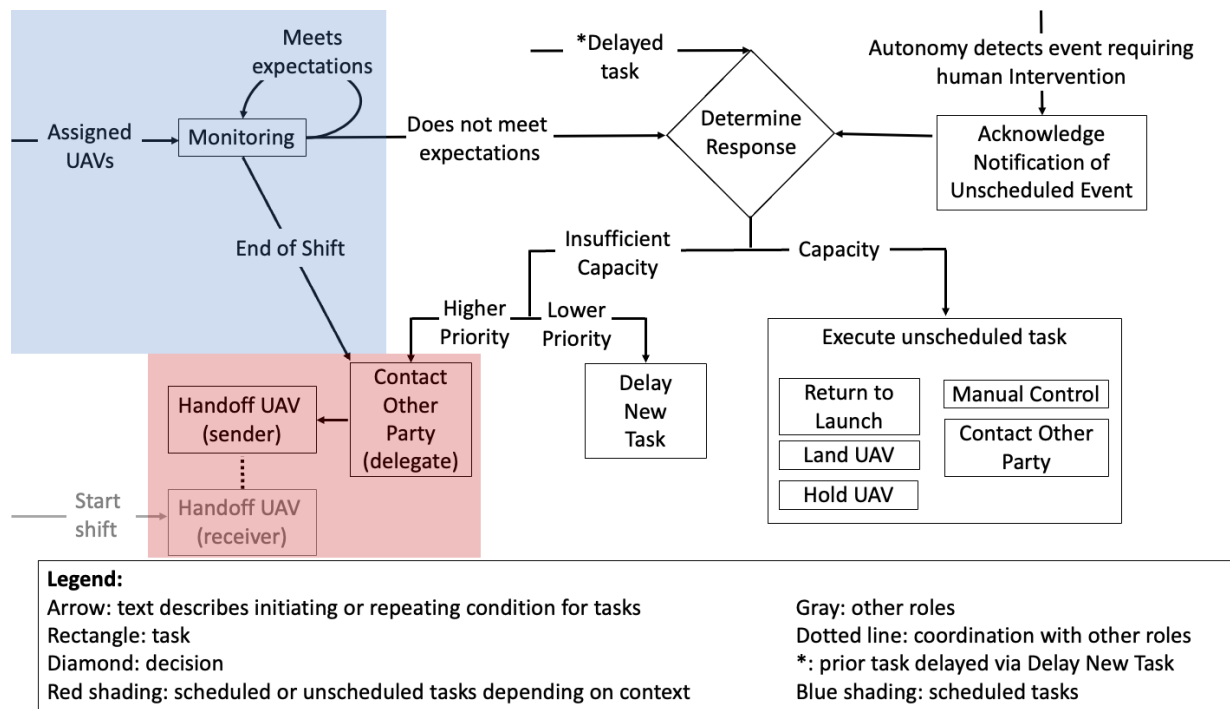 Meets
expectations
*Delayed
task
Autonomy detects event requiring
human Intervention
Assigned
UAVs
Monitoring
Does not meet
expectations
Determine
Response
Acknowledge
Notification of
Unscheduled Event
End of Shift
Insufficient
Capacity
Capacity
Higher
Priority
Lower
Priority
Execute unscheduled task
Contact
Other
Party
(delegate)
Delay
New
Task
Return to
Launch
Manual Control
Land UAV
Contact Other
Party
Hold UAV
Handoff UAV
(sender)
Start
shift
Handoff UAV
(receiver)
Legend:
Arrow: text describes initiating or repeating condition for tasks
Rectangle: task
Diamond: decision
Red shading: scheduled or unscheduled tasks depending on context
Gray: other roles
Dotted line: coordination with other roles
*: prior task delayed via Delay New Task
Blue shading: scheduled tasks